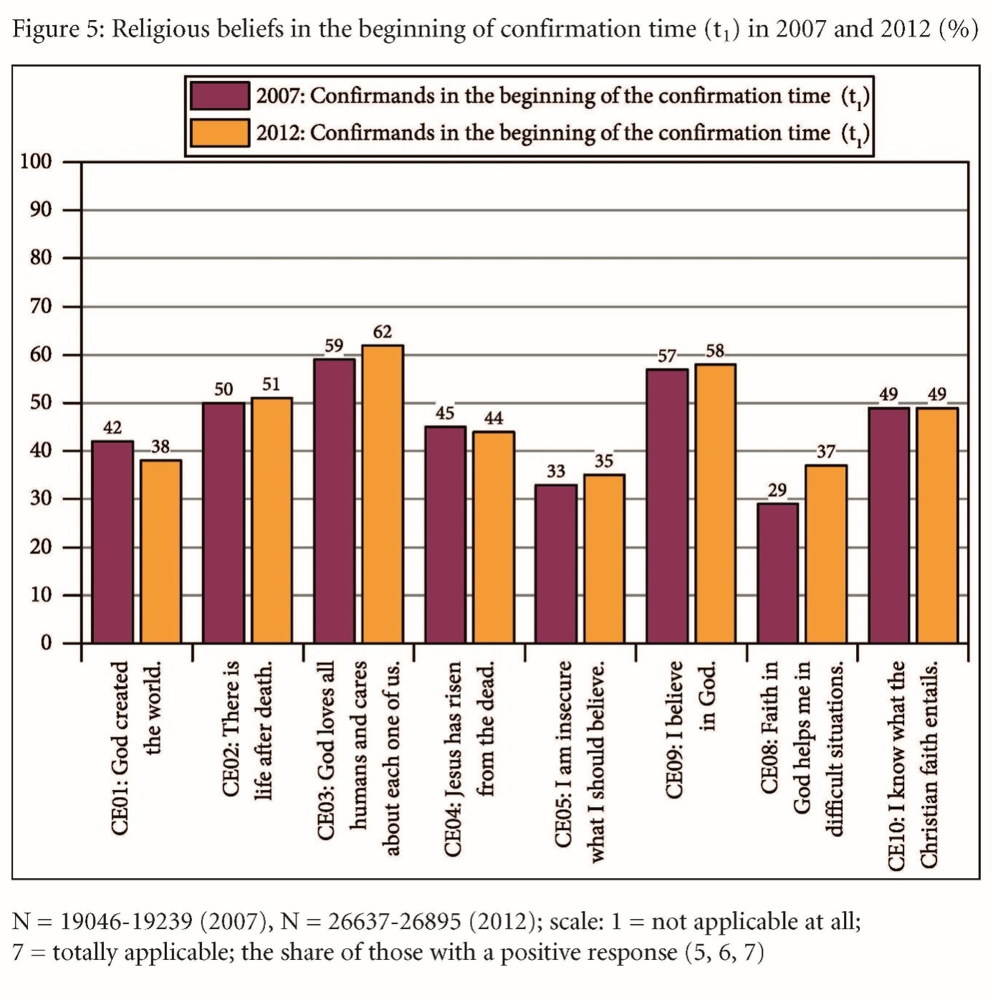 Figure 5: Religious beliefs in the beginning of confirmation time (t₁) in 2007 and 2012 (%)
2007: Confirmands in the beginning of the confirmation time (t₁)
2012: Confirmands in the beginning of the confirmation time (t₁)
100
90
80
70
60
50
40
30
20
10
0
42
38
50
51
59
62
45
44
33
35
57
58
29
37
49
49
CE01: God created
the world.
CE02: There is
life after death.
CE03: God loves all
humans and cares
about each one of us.
CE04: Jesus has risen
from the dead.
CE05: I am insecure
what I should believe.
CE09: I believe
in God.
CE08: Faith in
God helps me in
difficult situations.
CE10: I know what the
Christian faith entails.
N = 19046-19239 (2007), N = 26637-26895 (2012); scale: 1 = not applicable at all;
7 = totally applicable; the share of those with a positive response (5, 6, 7)